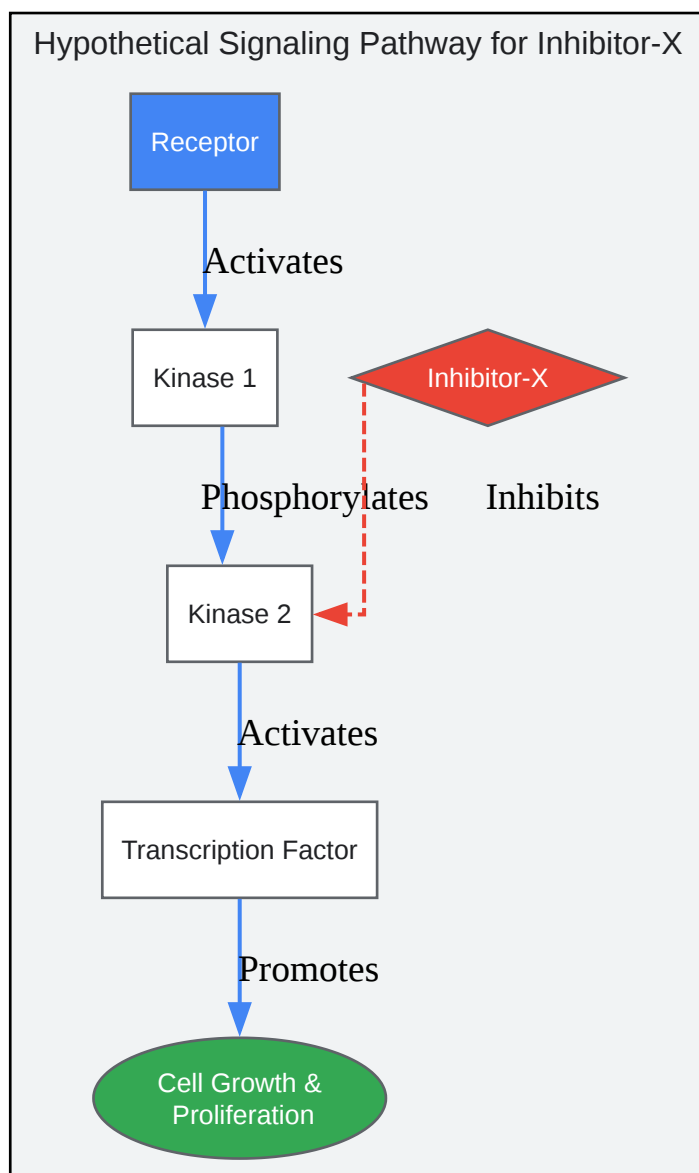 Hypothetical Signaling Pathway for Inhibitor-X
Receptor
Activates
Kinase 1
Inhibitor-X
Phosphorylates
Inhibits
Kinase 2
Activates
Transcription Factor
Promotes
Cell Growth &
Proliferation